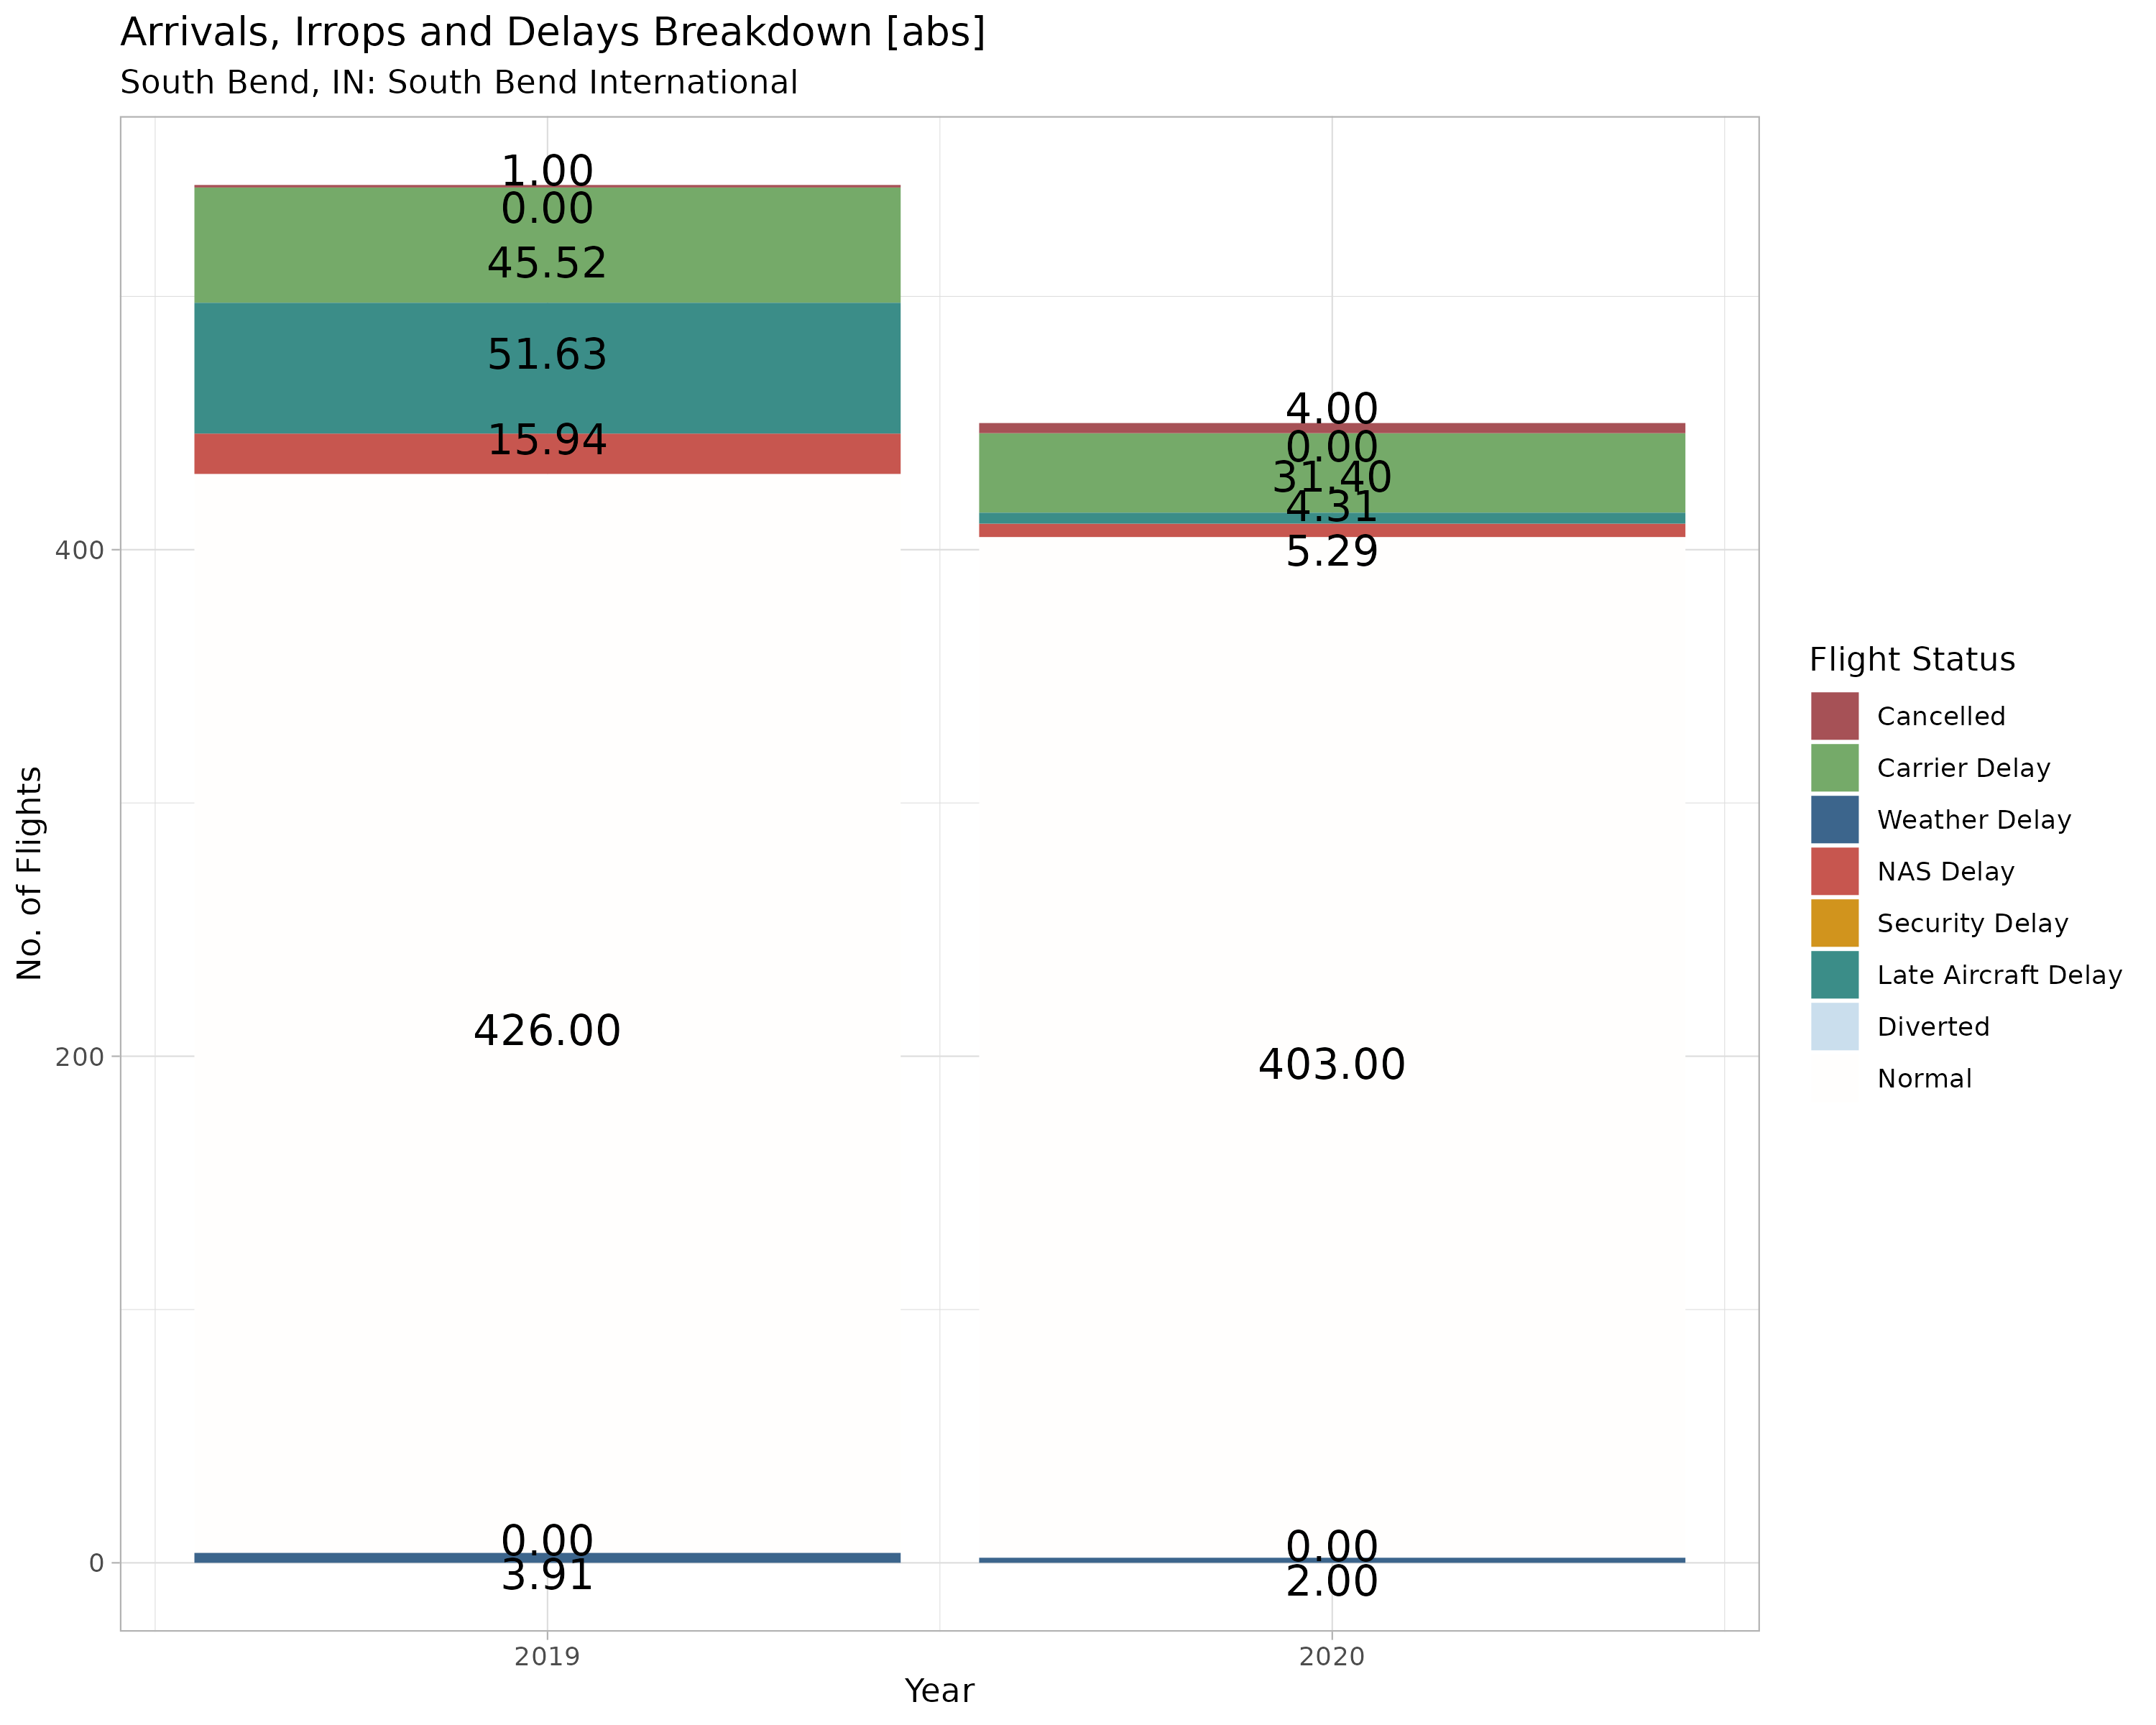 Arrivals, Irrops and Delays Breakdown [abs]
South Bend, IN: South Bend International
1.00
0.00
45.52
51.63
15.94
426.00
0.00
3.91
4.00
0.00
31.40
4.31
5.29
403.00
0.00
2.00
400
200
0
No. of Flights
2019
2020
Year
Flight Status
Cancelled
Carrier Delay
Weather Delay
NAS Delay
Security Delay
Late Aircraft Delay
Diverted
Normal